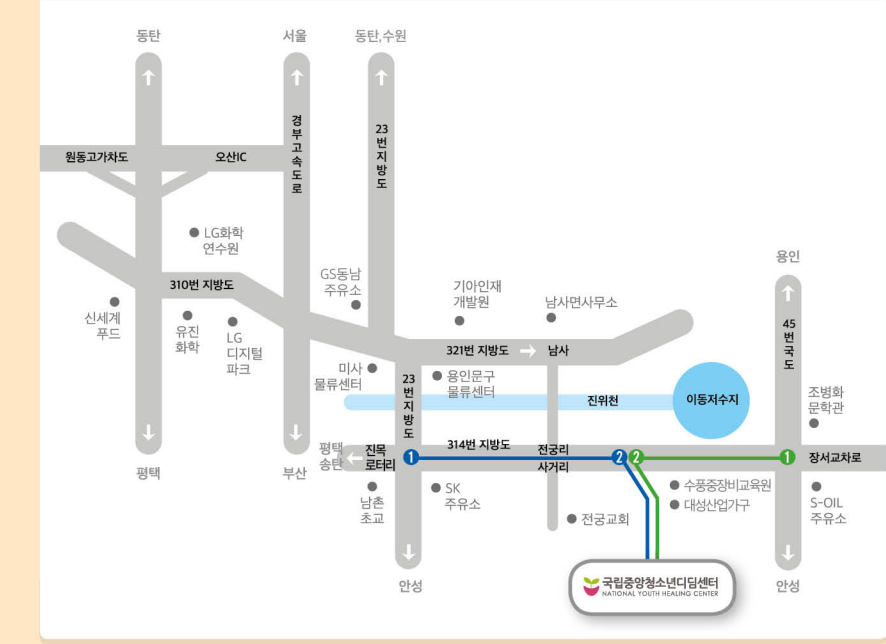 동탄
서울
동탄,수원
경부고속도로
23번지방도
원동고가차도
오산IC
LG화학
연수원
용인
310번 지방도
GS동남
주유소
기아인재
개발원
남사면사무소
신세계
푸드
유진
화학
LG
디지털
파크
45번국도
321번 지방도
남사
미사
물류센터
23번지방도
용인문구
물류센터
진위천
이동저수지
조병화
문학관
평택
부산
평택
송탄
진목
로터리
1
314번 지방도
전궁리
사거리
2
2
1
장서교차로
남촌
초교
SK
주유소
전궁교회
수풍중장비교육원
대성산업가구
S-OIL
주유소
안성
국립중앙청소년디딤센터
NATIONAL YOUTH HEALING CENTER
안성